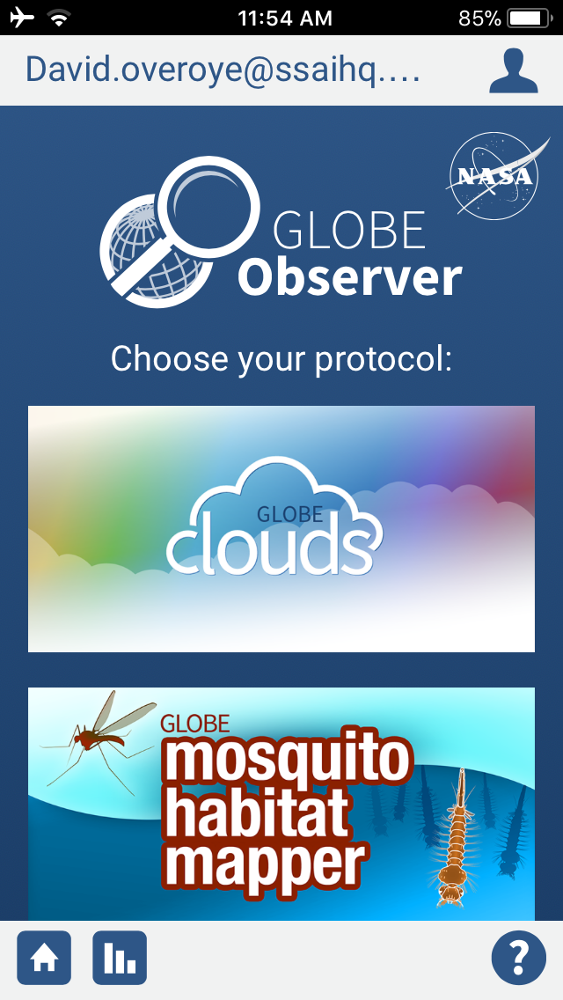 11:54 AM
85%
David.overoye@ssaihq....
NASA
GLOBE
Observer
Choose your protocol:
GLOBE
clouds
GLOBE
mosquito
habitat
mapper
?